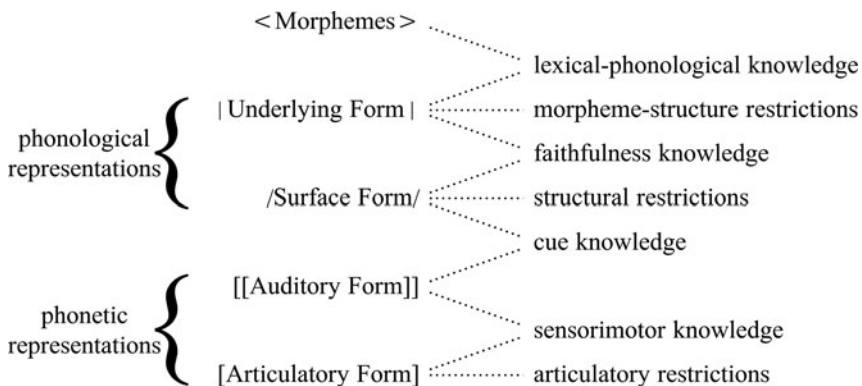 <Morphemes>
lexical-phonological knowledge
|Underlying Form|
morpheme-structure restrictions
phonological
representations
faithfulness knowledge
/Surface Form/
structural restrictions
cue knowledge
[[Auditory Form]]
phonetic
representations
sensorimotor knowledge
[Articulatory Form]
articulatory restrictions